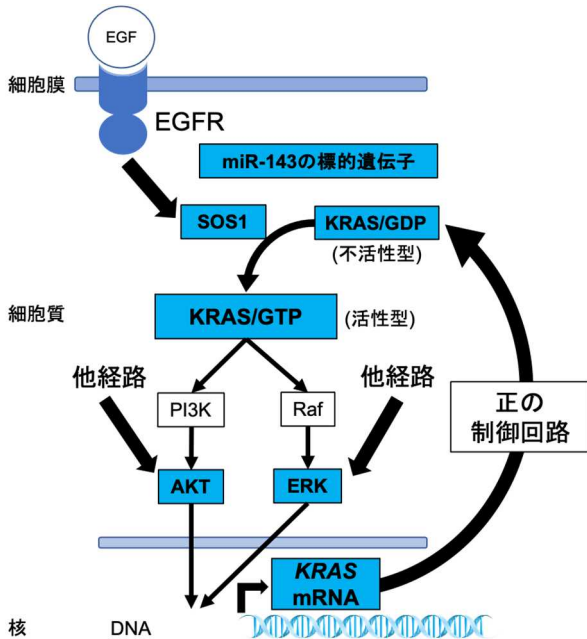 EGF
細胞膜
EGFR
miR-143の標的遺伝子
SOS1
KRAS/GDP
(不活性型)
細胞質
KRAS/GTP
(活性型)
他経路
他経路
PI3K
Raf
正の
制御回路
AKT
ERK
KRAS
mRNA
核
DNA